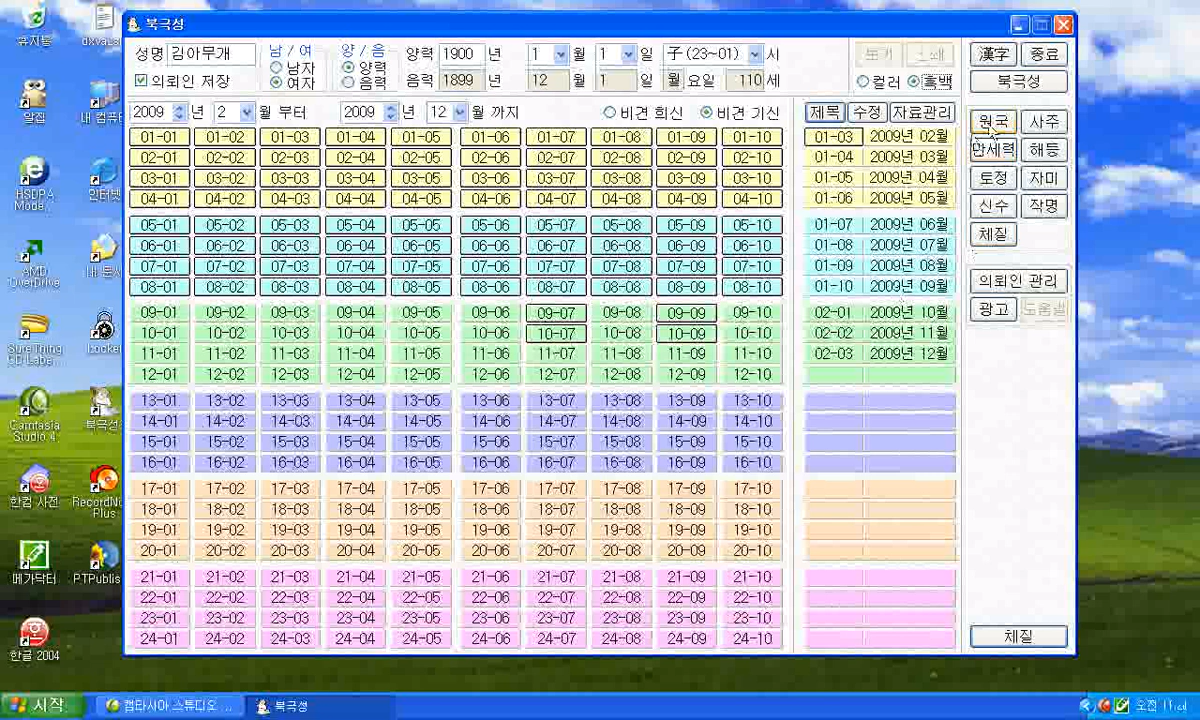 북극성
성명 김아무개 남 / 여 양 / 음 양력 1900 년 1 월 1 일 子 (23-01) 시 漢字 종료
의뢰인 저장 남자 여자 양력 음력 음력 1899 년 12 월 1 일 월 요일 110 세 컬러 흑백 북극성
2009 년 2 월 부터 2009 년 12 월 까지 비견 회신 비견 기신 제목 수정 자료관리
01-01 01-02 01-03 01-04 01-05 01-06 01-07 01-08 01-09 01-10 01-03 2009년 02월
02-01 02-02 02-03 02-04 02-05 02-06 02-07 02-08 02-09 02-10 01-04 2009년 03월
03-01 03-02 03-03 03-04 03-05 03-06 03-07 03-08 03-09 03-10 01-05 2009년 04월
04-01 04-02 04-03 04-04 04-05 04-06 04-07 04-08 04-09 04-10 01-06 2009년 05월
05-01 05-02 05-03 05-04 05-05 05-06 05-07 05-08 05-09 05-10 01-07 2009년 06월
06-01 06-02 06-03 06-04 06-05 06-06 06-07 06-08 06-09 06-10 01-08 2009년 07월
07-01 07-02 07-03 07-04 07-05 07-06 07-07 07-08 07-09 07-10 01-09 2009년 08월
08-01 08-02 08-03 08-04 08-05 08-06 08-07 08-08 08-09 08-10 01-10 2009년 09월
09-01 09-02 09-03 09-04 09-05 09-06 09-07 09-08 09-09 09-10 02-01 2009년 10월
10-01 10-02 10-03 10-04 10-05 10-06 10-07 10-08 10-09 10-10 02-02 2009년 11월
11-01 11-02 11-03 11-04 11-05 11-06 11-07 11-08 11-09 11-10 02-03 2009년 12월
12-01 12-02 12-03 12-04 12-05 12-06 12-07 12-08 12-09 12-10
13-01 13-02 13-03 13-04 13-05 13-06 13-07 13-08 13-09 13-10
14-01 14-02 14-03 14-04 14-05 14-06 14-07 14-08 14-09 14-10
15-01 15-02 15-03 15-04 15-05 15-06 15-07 15-08 15-09 15-10
16-01 16-02 16-03 16-04 16-05 16-06 16-07 16-08 16-09 16-10
17-01 17-02 17-03 17-04 17-05 17-06 17-07 17-08 17-09 17-10
18-01 18-02 18-03 18-04 18-05 18-06 18-07 18-08 18-09 18-10
19-01 19-02 19-03 19-04 19-05 19-06 19-07 19-08 19-09 19-10
20-01 20-02 20-03 20-04 20-05 20-06 20-07 20-08 20-09 20-10
21-01 21-02 21-03 21-04 21-05 21-06 21-07 21-08 21-09 21-10
22-01 22-02 22-03 22-04 22-05 22-06 22-07 22-08 22-09 22-10
23-01 23-02 23-03 23-04 23-05 23-06 23-07 23-08 23-09 23-10
24-01 24-02 24-03 24-04 24-05 24-06 24-07 24-08 24-09 24-10
원국 사주
만세력 해몽
토정 자미
신수 작명
체질
의뢰인 관리
광고 도움말
체질
휴지통
알집 내 컴퓨터
HSDPA Mode... 인터넷
AMD OverDrive 내 문서
SureThing CD Labe... Locker
Camtasia Studio 4 북극성
한컴 사전 RecordNow Plus
메가닥터 PTPublis
한글 2004
시작 캠타시아 스튜디오 ... 북극성 오전